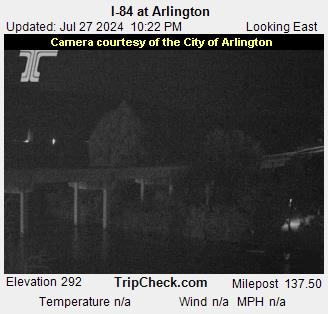 I-84 at Arlington
Updated: Jul 27 2024 10:22 PM Looking East
Camera courtesy of the City of Arlington
Elevation 292 TripCheck.com Milepost 137.50
Temperature n/a Wind n/a MPH n/a